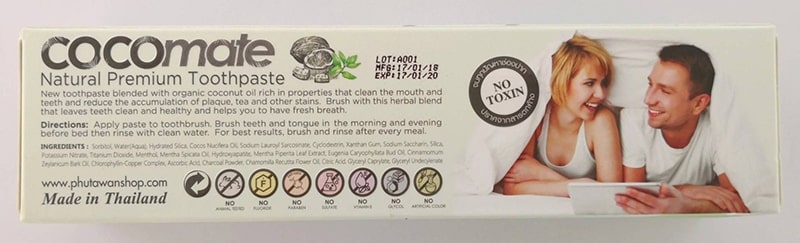 cocomate
Natural Premium Toothpaste
New toothpaste blended with organic coconut oil rich in properties that clean the mouth and
teeth and reduce the accumulation of plaque, tea and other stains. Brush with this herbal blend
that leaves teeth clean and healthy and helps you to have fresh breath.
Directions: Apply paste to toothbrush. Brush teeth and tongue in the morning and evening
before bed then rinse with clean water. For best results, brush and rinse after every meal.
INGREDIENTS : Sorbitol, Water(Aqua), Hydrated Silica, Cocos Nucifera Oil, Sodium Lauroyl Sarcosinate, Cyclodextrin, Xanthan Gum, Sodium Saccharin, Silica,
Potassium Nitrate, Titanium Dioxide, Menthol, Mentha Spicata Oil, Hydroxyapatite, Mentha Piperita Leaf Extract, Eugenia Caryophyllata Bud Oil, Cinnamomum
Zeylanicum Bark Oil, Chlorophyllin-Copper Complex, Ascorbic Acid, Charcoal Powder, Chamomilla Recutita Flower Oil, Citric Acid, Glyceryl Caprylate, Glyceryl Undecylenate
www.phutawanshop.com
Made in Thailand
NO
ANIMAL TESTED
NO
FLUORIDE
NO
PARABEN
NO
SULFATE
NO
NO
GLYCOL
NO
ARTIFICIAL COLOR
LOT:A001
MFG:17/01/18
EXP:17/01/20
NO
TOXIN